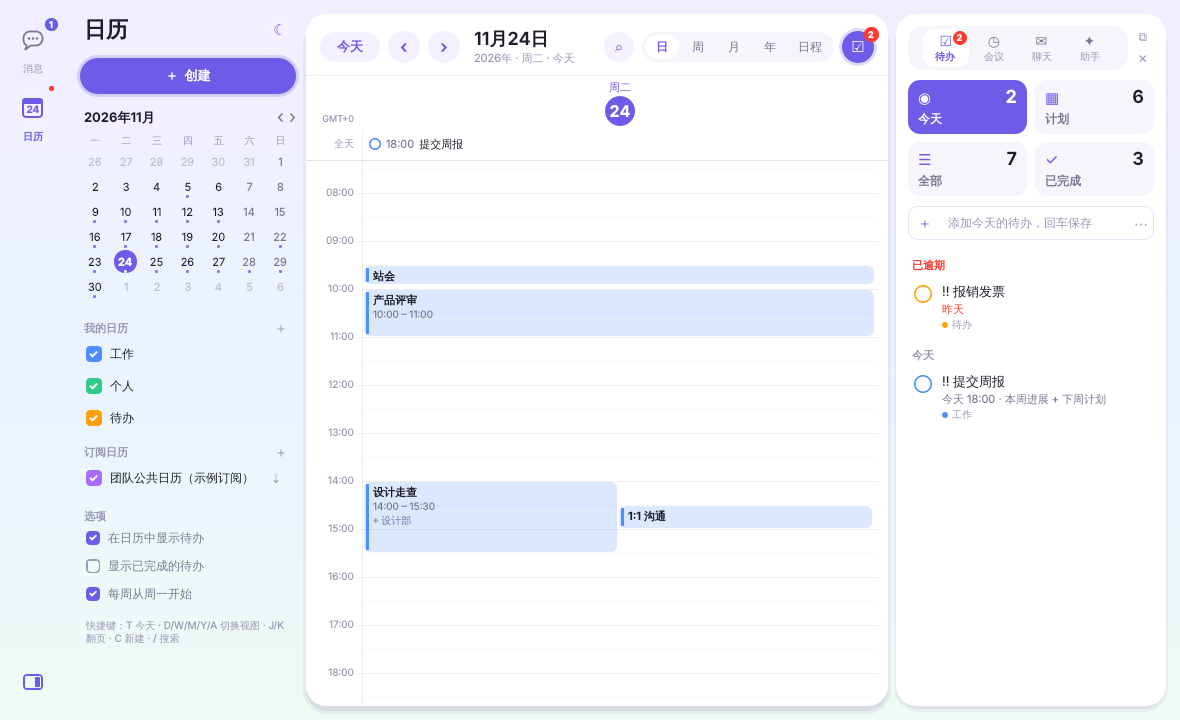 1
消息
24
日历
日历
＋ 创建
2026年11月
一 二 三 四 五 六 日
26 27 28 29 30 31 1
2 3 4 5 6 7 8
9 10 11 12 13 14 15
16 17 18 19 20 21 22
23 24 25 26 27 28 29
30 1 2 3 4 5 6
我的日历 ＋
工作
个人
待办
订阅日历 ＋
团队公共日历（示例订阅）
选项
在日历中显示待办
显示已完成的待办
每周从周一开始
快捷键：T 今天 · D/W/M/Y/A 切换视图 · J/K
翻页 · C 新建 · / 搜索
今天
11月24日
2026年 · 周二 · 今天
日 周 月 年 日程
2
周二
24
GMT+0
全天
18:00 提交周报
08:00
09:00
站会
10:00
产品评审
10:00 – 11:00
11:00
12:00
13:00
14:00
设计走查
14:00 – 15:30
⌖ 设计部
1:1 沟通
15:00
16:00
17:00
18:00
2
待办 会议 聊天 助手
2
今天
6
计划
7
全部
3
已完成
＋ 添加今天的待办，回车保存 ···
已逾期
!! 报销发票
昨天
待办
今天
!! 提交周报
今天 18:00 · 本周进展 + 下周计划
工作